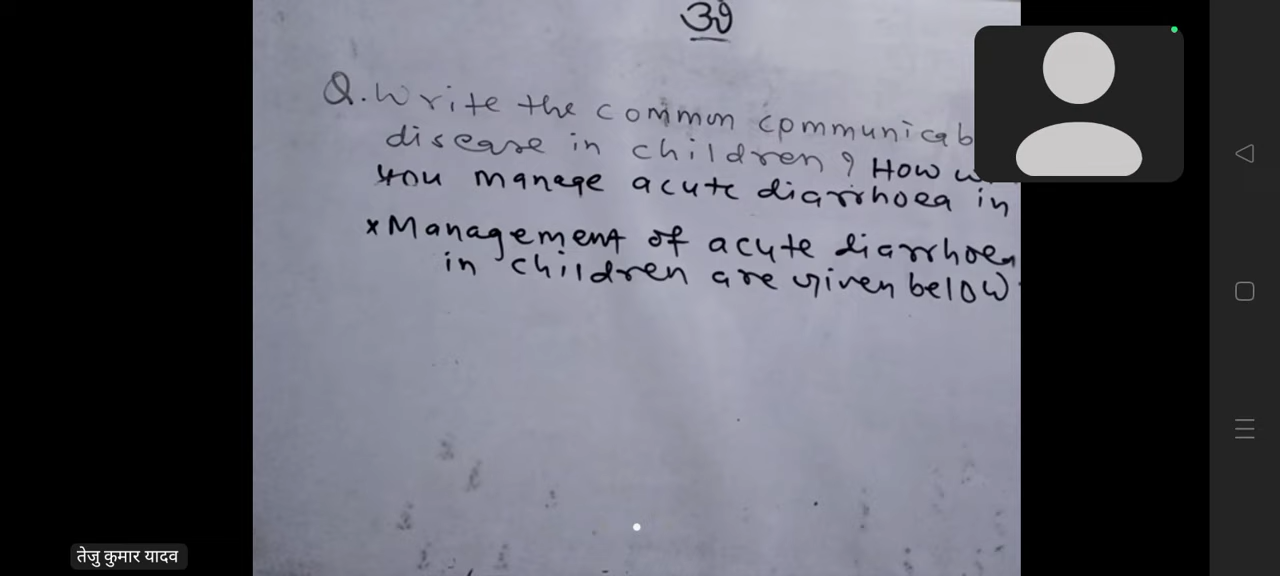 ॐ
Q. Write the common communicab
disease in children? How
you manage acute diarrhoea in
* Management of acute diarrhoea
in children are given below
तेजु कुमार यादव